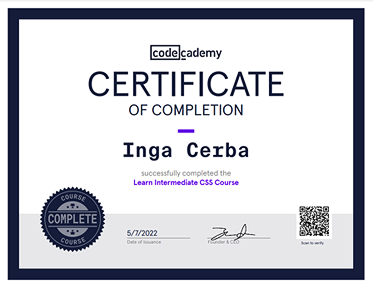 codecademy
CERTIFICATE
OF COMPLETION
Inga Cerba
successfully completed the
Learn Intermediate CSS Course
COURSE
COMPLETE
COURSE
5/7/2022
Date of Issuance
Founder & CEO
Scan to verify